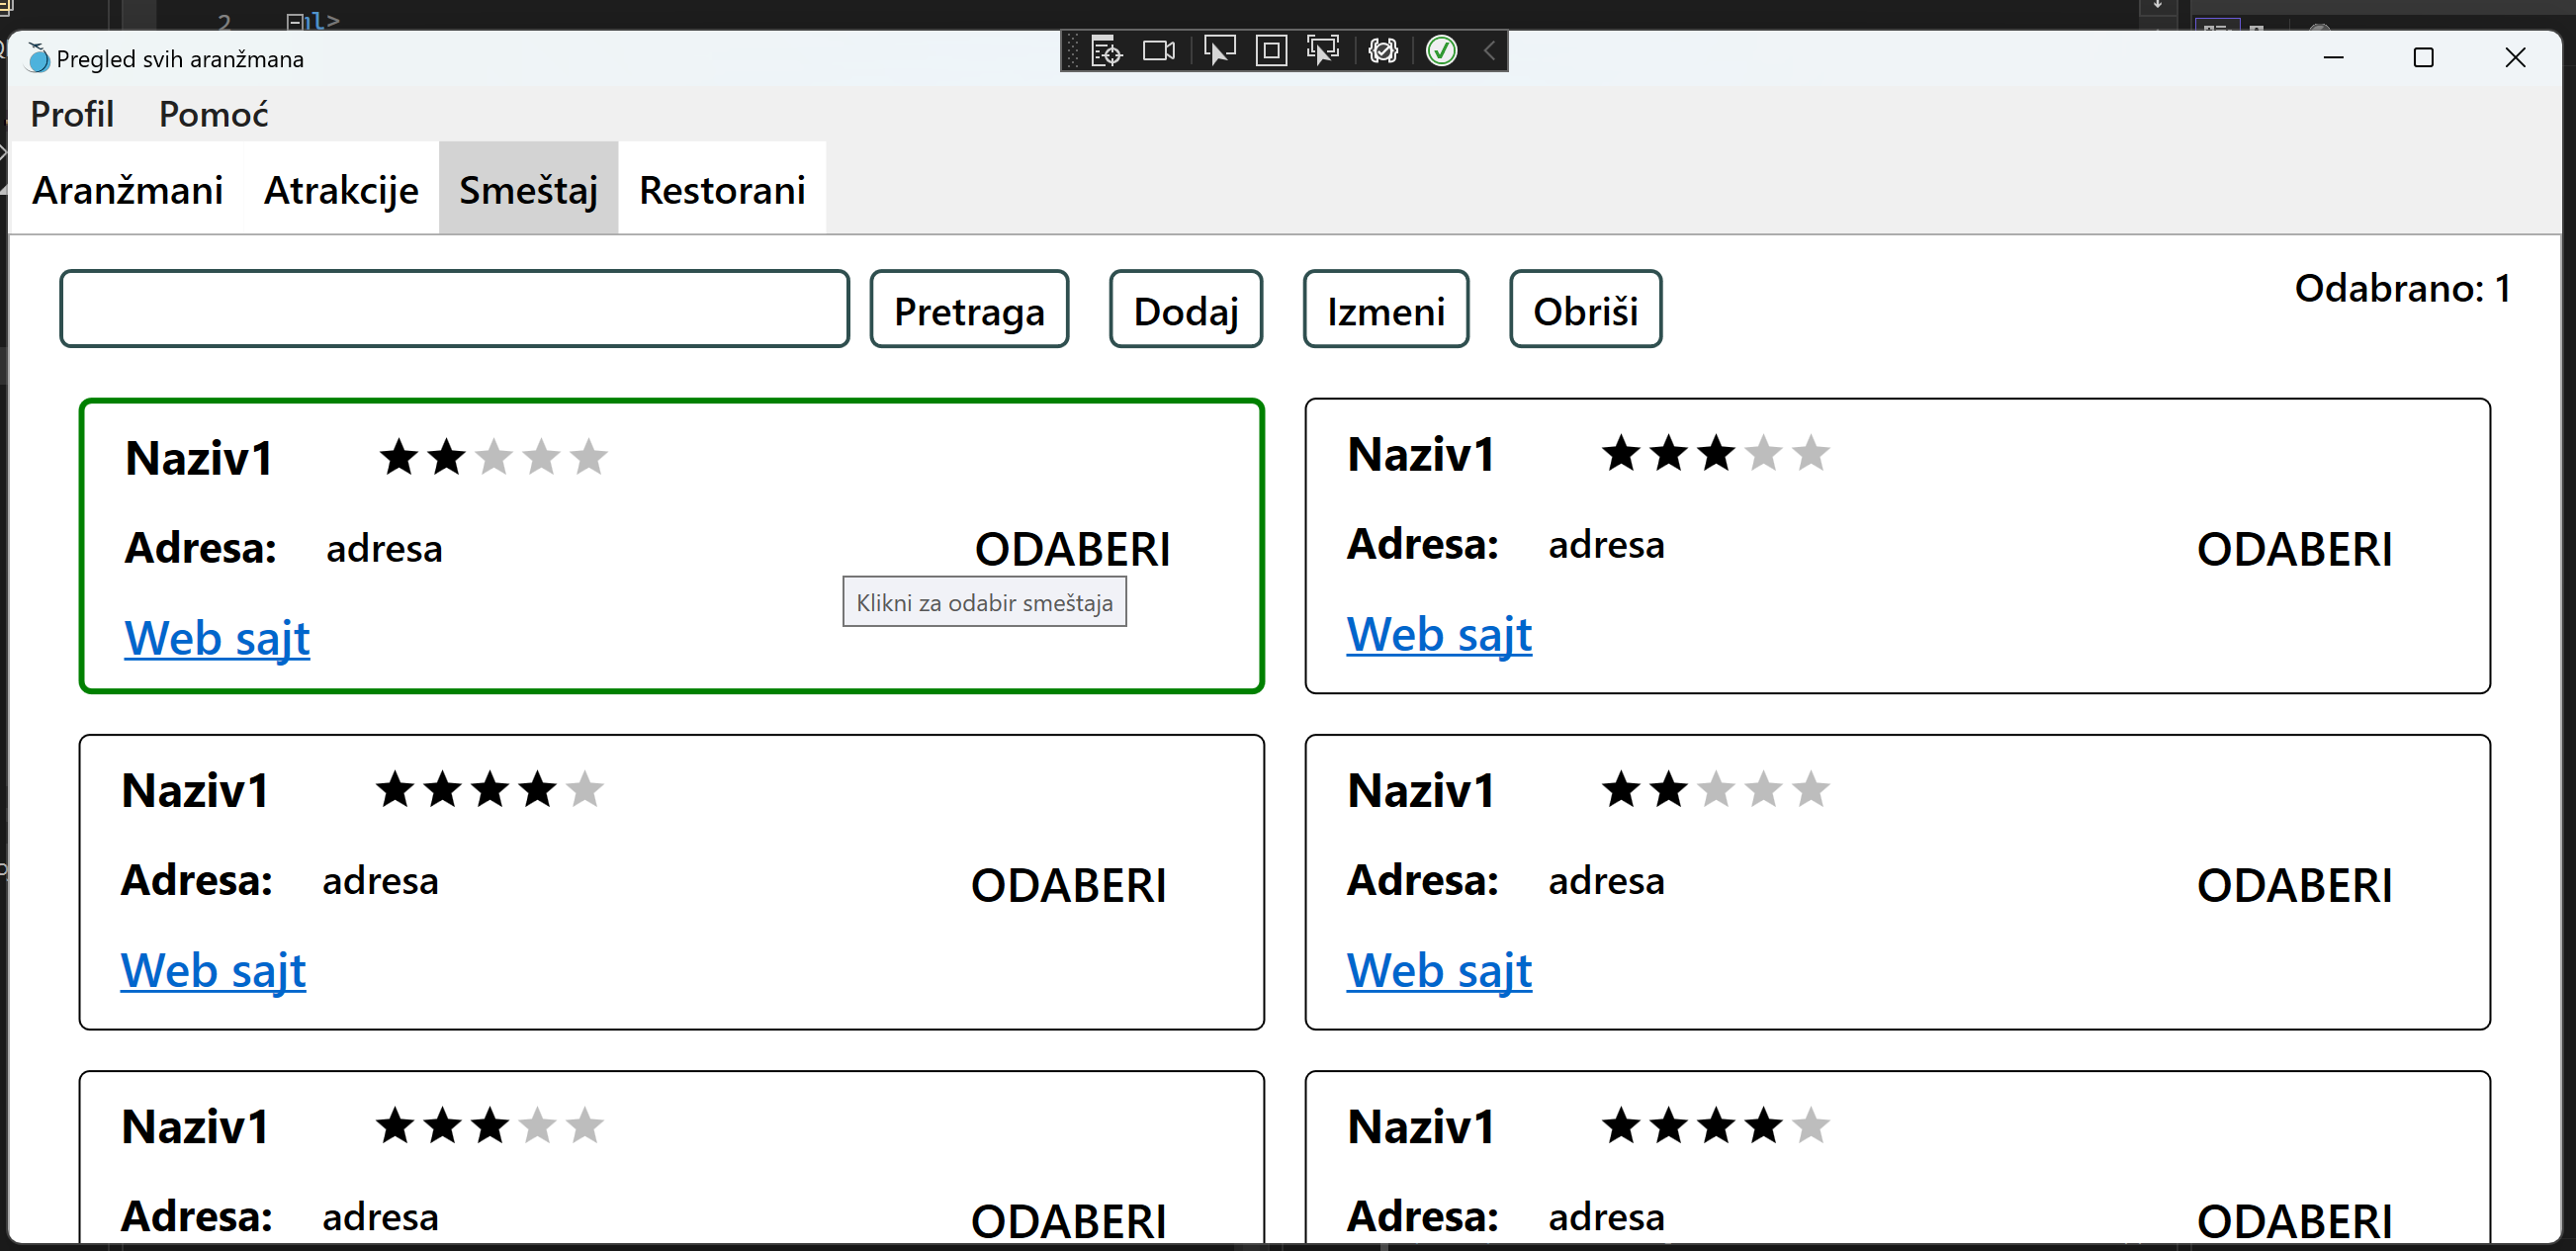 2 l>
Pregled svih aranžmana
Profil Pomoć
Aranžmani Atrakcije Smeštaj Restorani
Pretraga Dodaj Izmeni Obriši Odabrano: 1
Naziv1
Adresa: adresa
ODABERI
Klikni za odabir smeštaja
Web sajt
Naziv1
Adresa: adresa
ODABERI
Web sajt
Naziv1
Adresa: adresa
ODABERI
Web sajt
Naziv1
Adresa: adresa
ODABERI
Web sajt
Naziv1
Adresa: adresa
ODABERI
Naziv1
Adresa: adresa
ODABERI